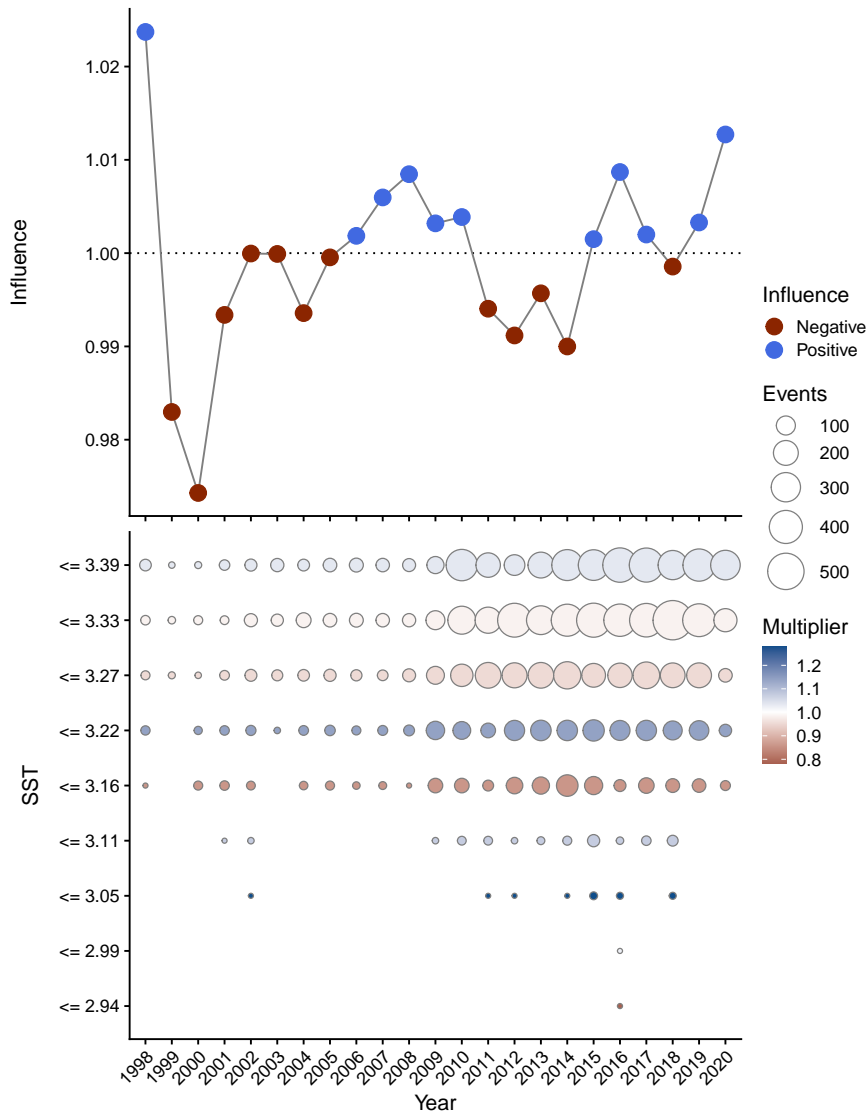 Influence
1.02
1.01
1.00
0.99
0.98
Influence
Negative
Positive
Events
100
200
300
400
500
Multiplier
1.2
1.1
1.0
0.9
0.8
SST
<= 3.39
<= 3.33
<= 3.27
<= 3.22
<= 3.16
<= 3.11
<= 3.05
<= 2.99
<= 2.94
1998 1999 2000 2001 2002 2003 2004 2005 2006 2007 2008 2009 2010 2011 2012 2013 2014 2015 2016 2017 2018 2019 2020
Year